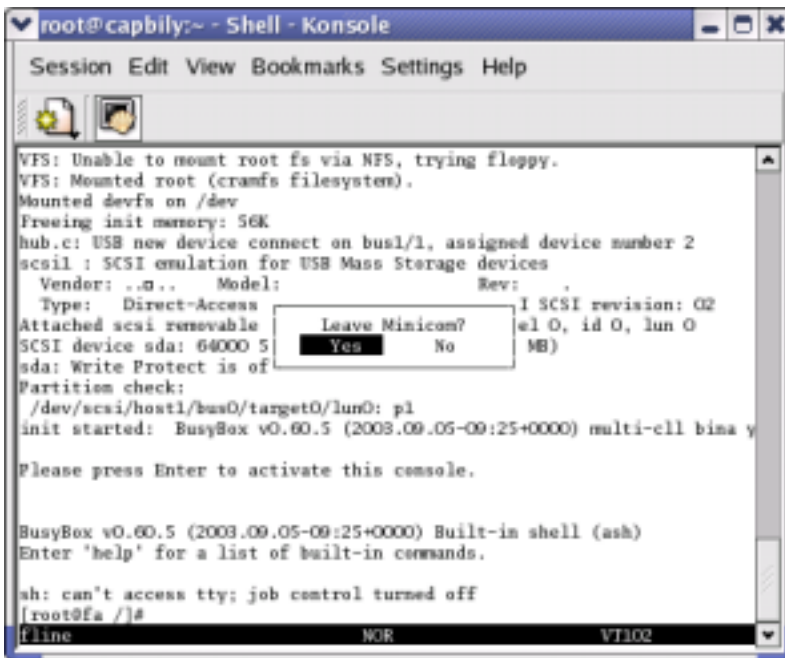 root@capbily:~ - Shell - Konsole
Session Edit View Bookmarks Settings Help
VFS: Unable to mount root fs via NFS, trying floppy.
VFS: Mounted root (cramfs filesystem).
Mounted devfs on /dev
Freeing init memory: 56K
hub.c: USB new device connect on bus1/1, assigned device number 2
scsi1 : SCSI emulation for USB Mass Storage devices
Vendor: ..o.. Model: Rev: .
Type: Direct-Access I SCSI revision: 02
Attached scsi removable el 0, id 0, lun 0
Leave Minicom?
SCSI device sda: 64000 5 MB)
Yes No
sda: Write Protect is of
Partition check:
/dev/scsi/host1/bus0/target0/lun0: p1
init started: BusyBox v0.60.5 (2003.09.05-09:25+0000) multi-cll bina y
Please press Enter to activate this console.
BusyBox v0.60.5 (2003.09.05-09:25+0000) Built-in shell (ash)
Enter 'help' for a list of built-in commands.
sh: can't access tty; job control turned off
[root@fa /]#
fline NOR VT102